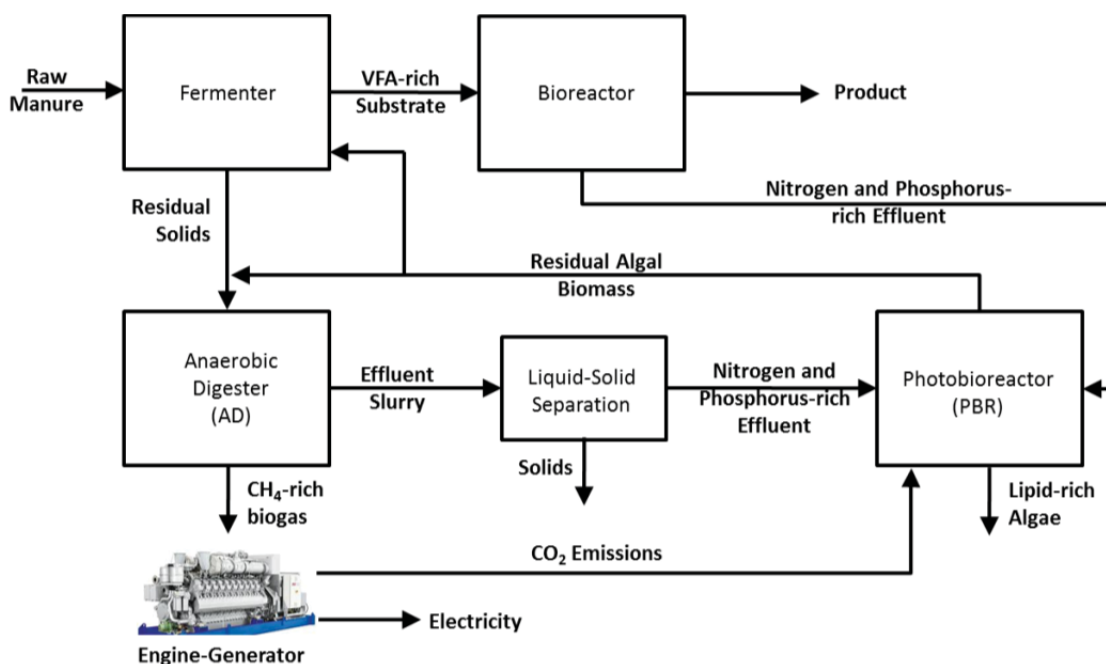 Raw
Manure
Fermenter
VFA-rich
Substrate
Bioreactor
Product
Residual
Solids
Nitrogen and Phosphorus-
rich Effluent
Residual Algal
Biomass
Anaerobic
Digester
(AD)
Effluent
Slurry
Liquid-Solid
Separation
Nitrogen and
Phosphorus-rich
Effluent
Photobioreactor
(PBR)
Solids
CH₄-rich
biogas
Lipid-rich
Algae
CO₂ Emissions
Electricity
Engine-Generator